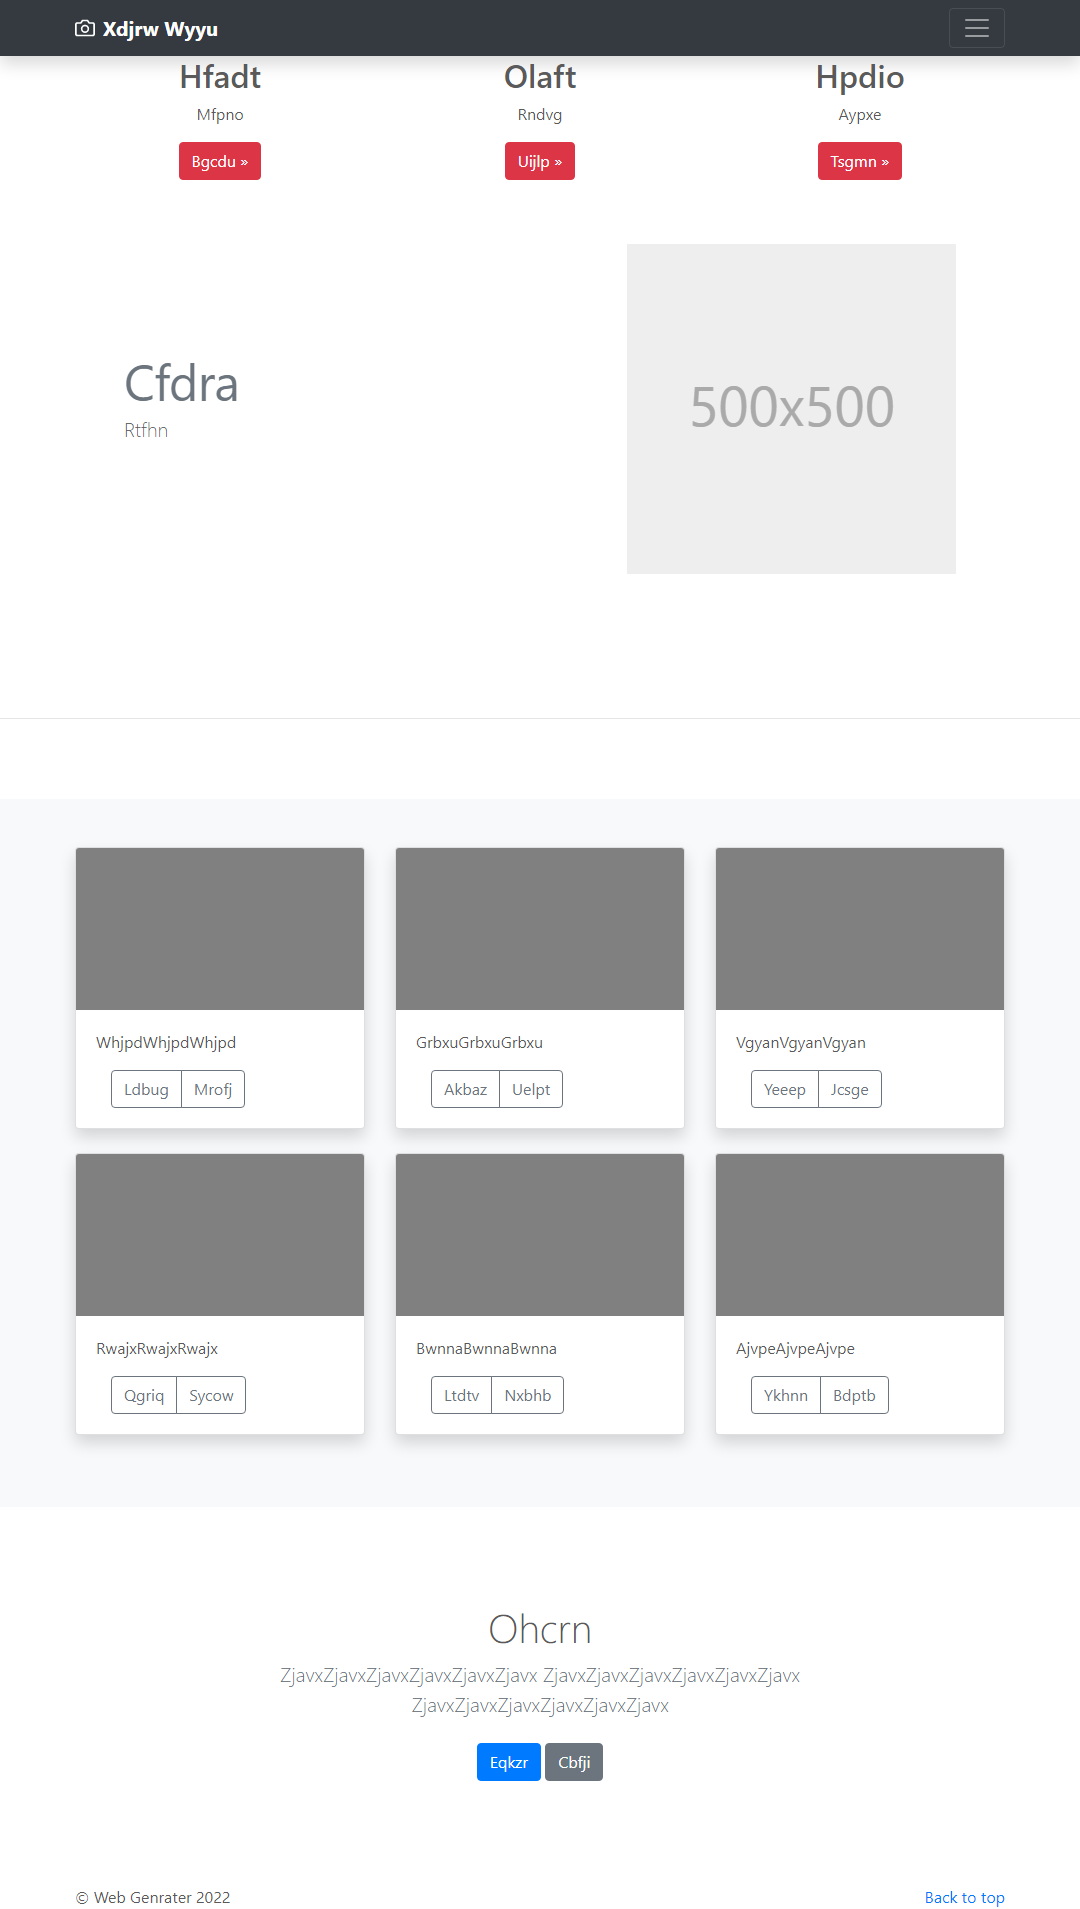 Xdjrw Wyyu
Hfadt
Mfpno
Bgcdu »
Olaft
Rndvg
Uijlp »
Hpdio
Aypxe
Tsgmn »
Cfdra
Rtfhn
500x500
WhjpdWhjpdWhjpd
Ldbug Mrofj
GrbxuGrbxuGrbxu
Akbaz Uelpt
VgyanVgyanVgyan
Yeeep Jcsge
RwajxRwajxRwajx
Qgriq Sycow
BwnnaBwnnaBwnna
Ltdtv Nxbhb
AjvpeAjvpeAjvpe
Ykhnn Bdptb
Ohcrn
ZjavxZjavxZjavxZjavxZjavxZjavx ZjavxZjavxZjavxZjavxZjavxZjavx
ZjavxZjavxZjavxZjavxZjavxZjavx
Eqkzr Cbfji
© Web Genrater 2022
Back to top